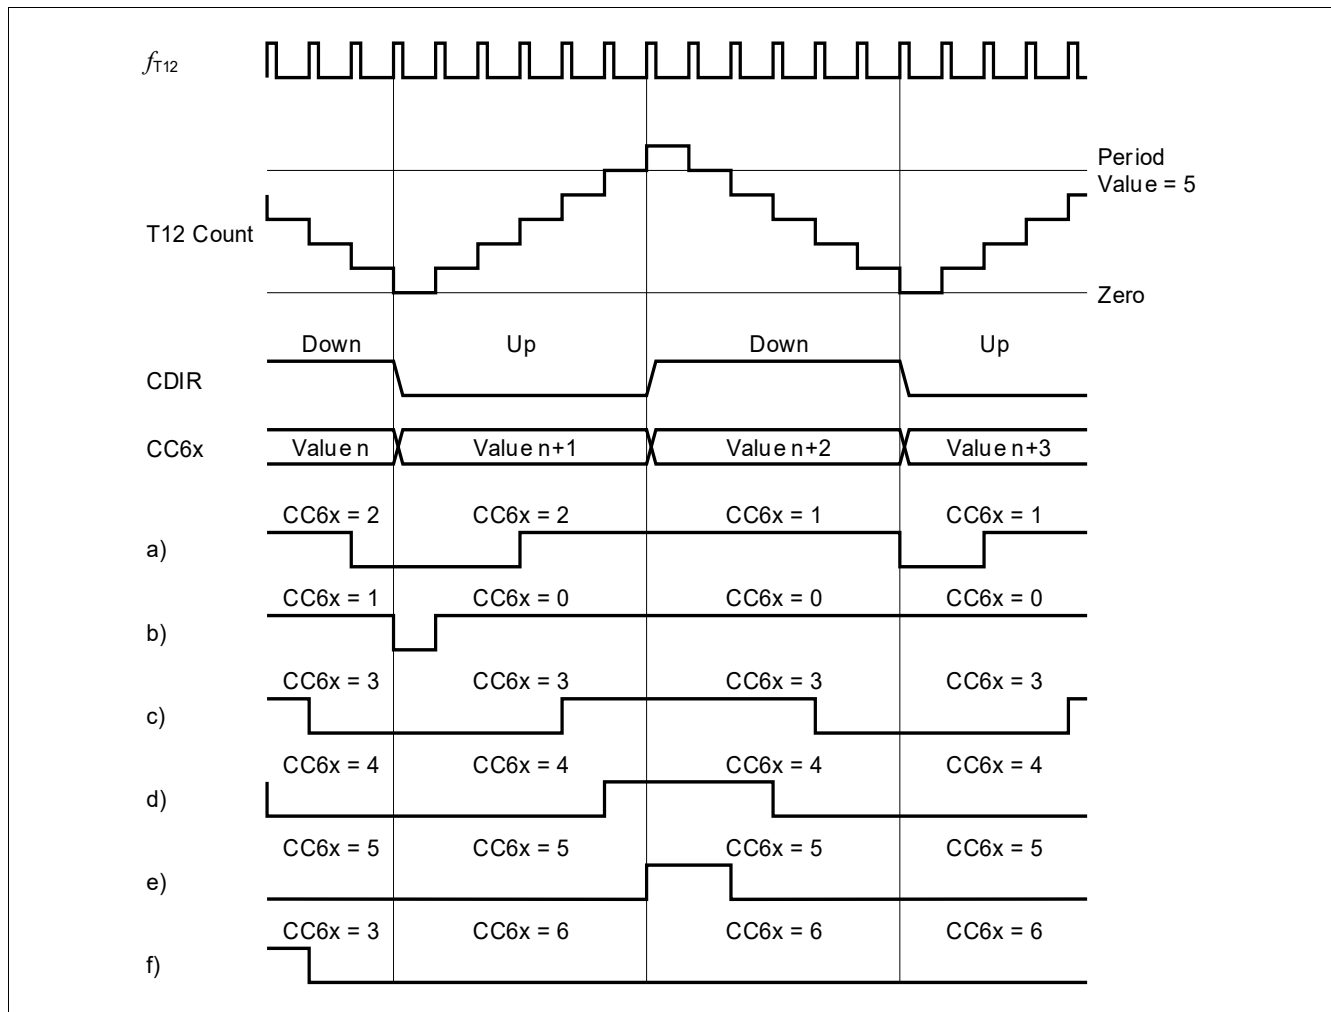 fT12
Period
Value = 5
T12 Count
Zero
Down Up Down Up
CDIR
CC6x Value n Value n+1 Value n+2 Value n+3
CC6x = 2 CC6x = 2 CC6x = 1 CC6x = 1
a)
CC6x = 1 CC6x = 0 CC6x = 0 CC6x = 0
b)
CC6x = 3 CC6x = 3 CC6x = 3 CC6x = 3
c)
CC6x = 4 CC6x = 4 CC6x = 4 CC6x = 4
d)
CC6x = 5 CC6x = 5 CC6x = 5 CC6x = 5
e)
CC6x = 3 CC6x = 6 CC6x = 6 CC6x = 6
f)